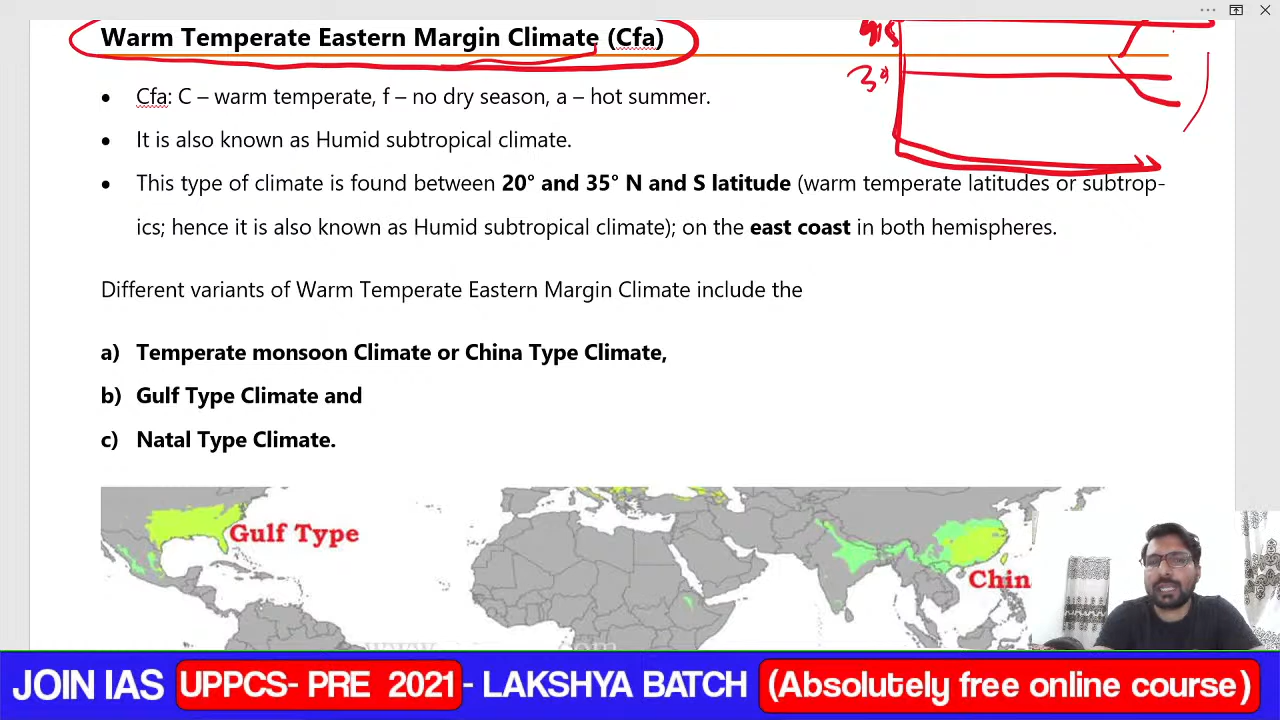 Warm Temperate Eastern Margin Climate (Cfa)
30
• Cfa: C – warm temperate, f – no dry season, a – hot summer.
• It is also known as Humid subtropical climate.
• This type of climate is found between 20° and 35° N and S latitude (warm temperate latitudes or subtrop-
ics; hence it is also known as Humid subtropical climate); on the east coast in both hemispheres.
Different variants of Warm Temperate Eastern Margin Climate include the
a) Temperate monsoon Climate or China Type Climate,
b) Gulf Type Climate and
c) Natal Type Climate.
Gulf Type
Chin
JOIN IAS UPPCS- PRE 2021 - LAKSHYA BATCH (Absolutely free online course)